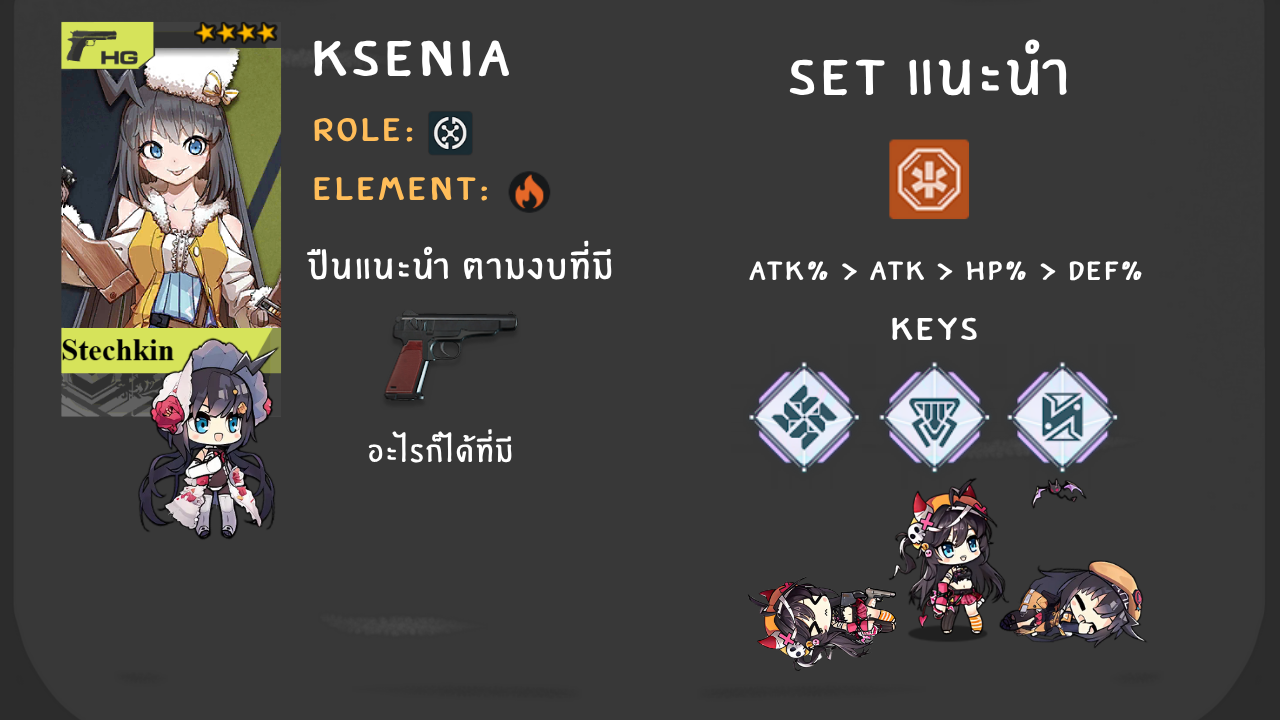 HG
KSENIA
ROLE:
ELEMENT:
ปืนแนะนำ ตามงบที่มี
อะไรก็ได้ที่มี
Stechkin
SET แนะนำ
ATK% > ATK > HP% > DEF%
KEYS